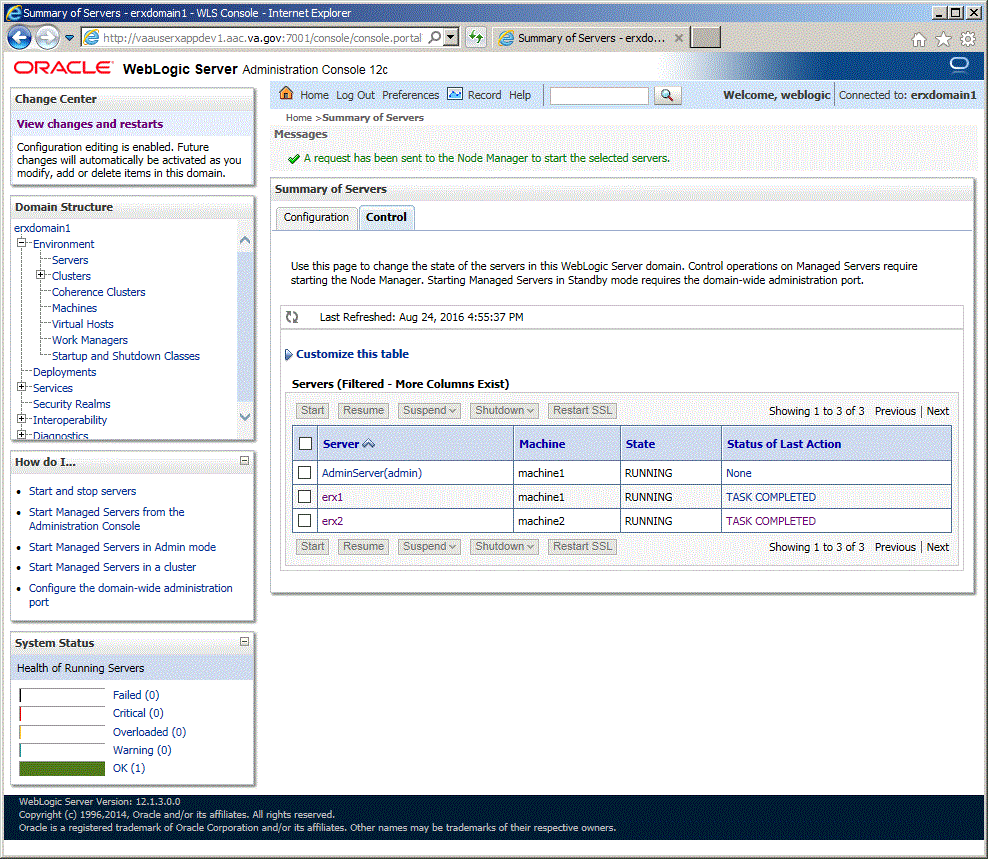 Summary of Servers - erxdomain1 - WLS Console - Internet Explorer
http://vaauserxappdev1.aac.va.gov:7001/console/console.portal
Summary of Servers - erxdo...
ORACLE WebLogic Server Administration Console 12c
Change Center
View changes and restarts
Configuration editing is enabled. Future
changes will automatically be activated as you
modify, add or delete items in this domain.
Domain Structure
erxdomain1
Environment
Servers
Clusters
Coherence Clusters
Machines
Virtual Hosts
Work Managers
Startup and Shutdown Classes
Deployments
Services
Security Realms
Interoperability
Diagnostics
How do I...
Start and stop servers
Start Managed Servers from the
Administration Console
Start Managed Servers in Admin mode
Start Managed Servers in a cluster
Configure the domain-wide administration
port
System Status
Health of Running Servers
Failed (0)
Critical (0)
Overloaded (0)
Warning (0)
OK (1)
Home Log Out Preferences Record Help
Welcome, weblogic Connected to: erxdomain1
Home >Summary of Servers
Messages
A request has been sent to the Node Manager to start the selected servers.
Summary of Servers
Configuration Control
Use this page to change the state of the servers in this WebLogic Server domain. Control operations on Managed Servers require
starting the Node Manager. Starting Managed Servers in Standby mode requires the domain-wide administration port.
Last Refreshed: Aug 24, 2016 4:55:37 PM
Customize this table
Servers (Filtered - More Columns Exist)
Start Resume Suspend Shutdown Restart SSL Showing 1 to 3 of 3 Previous | Next
Server Machine State Status of Last Action
AdminServer(admin) machine1 RUNNING None
erx1 machine1 RUNNING TASK COMPLETED
erx2 machine2 RUNNING TASK COMPLETED
Start Resume Suspend Shutdown Restart SSL Showing 1 to 3 of 3 Previous | Next
WebLogic Server Version: 12.1.3.0.0
Copyright (c) 1996,2014, Oracle and/or its affiliates. All rights reserved.
Oracle is a registered trademark of Oracle Corporation and/or its affiliates. Other names may be trademarks of their respective owners.